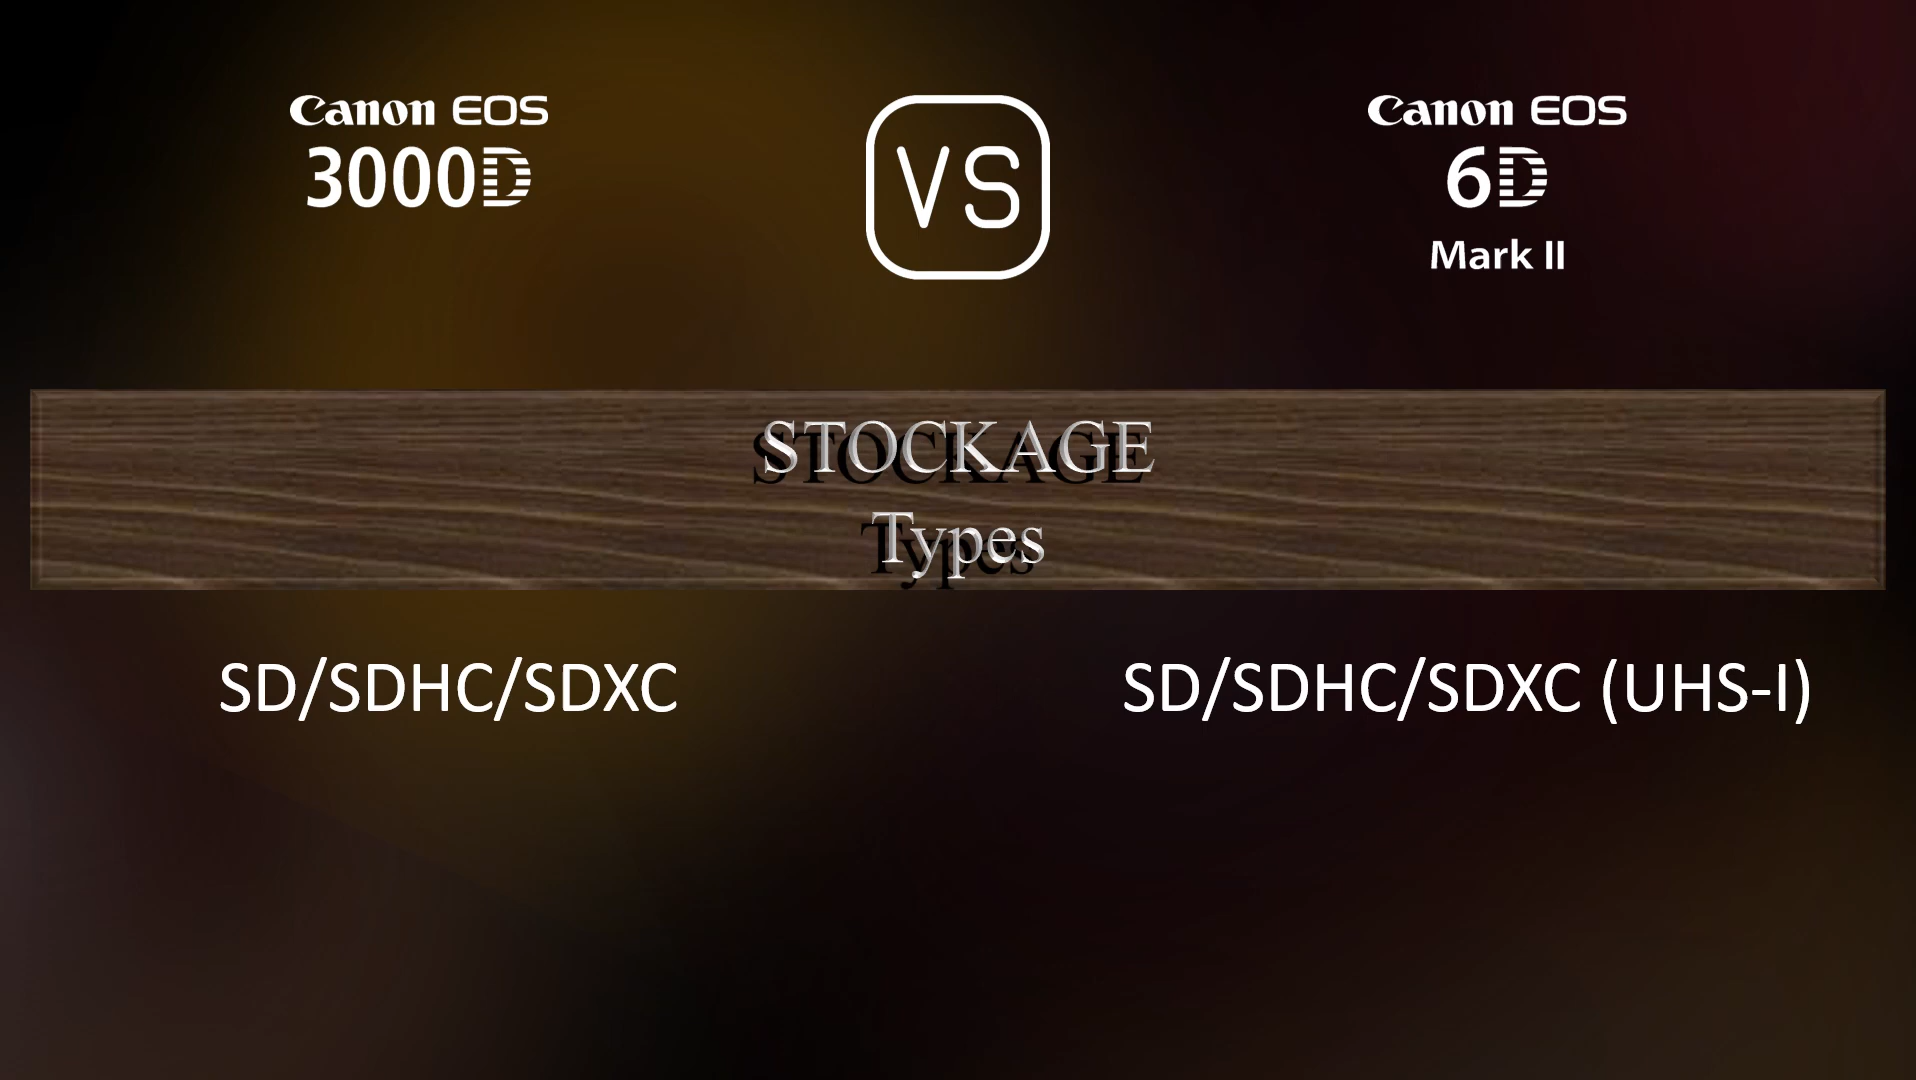 Canon EOS
3000D
VS
Canon EOS
6D
Mark II
STOCKAGE
Types
SD/SDHC/SDXC
SD/SDHC/SDXC (UHS-I)